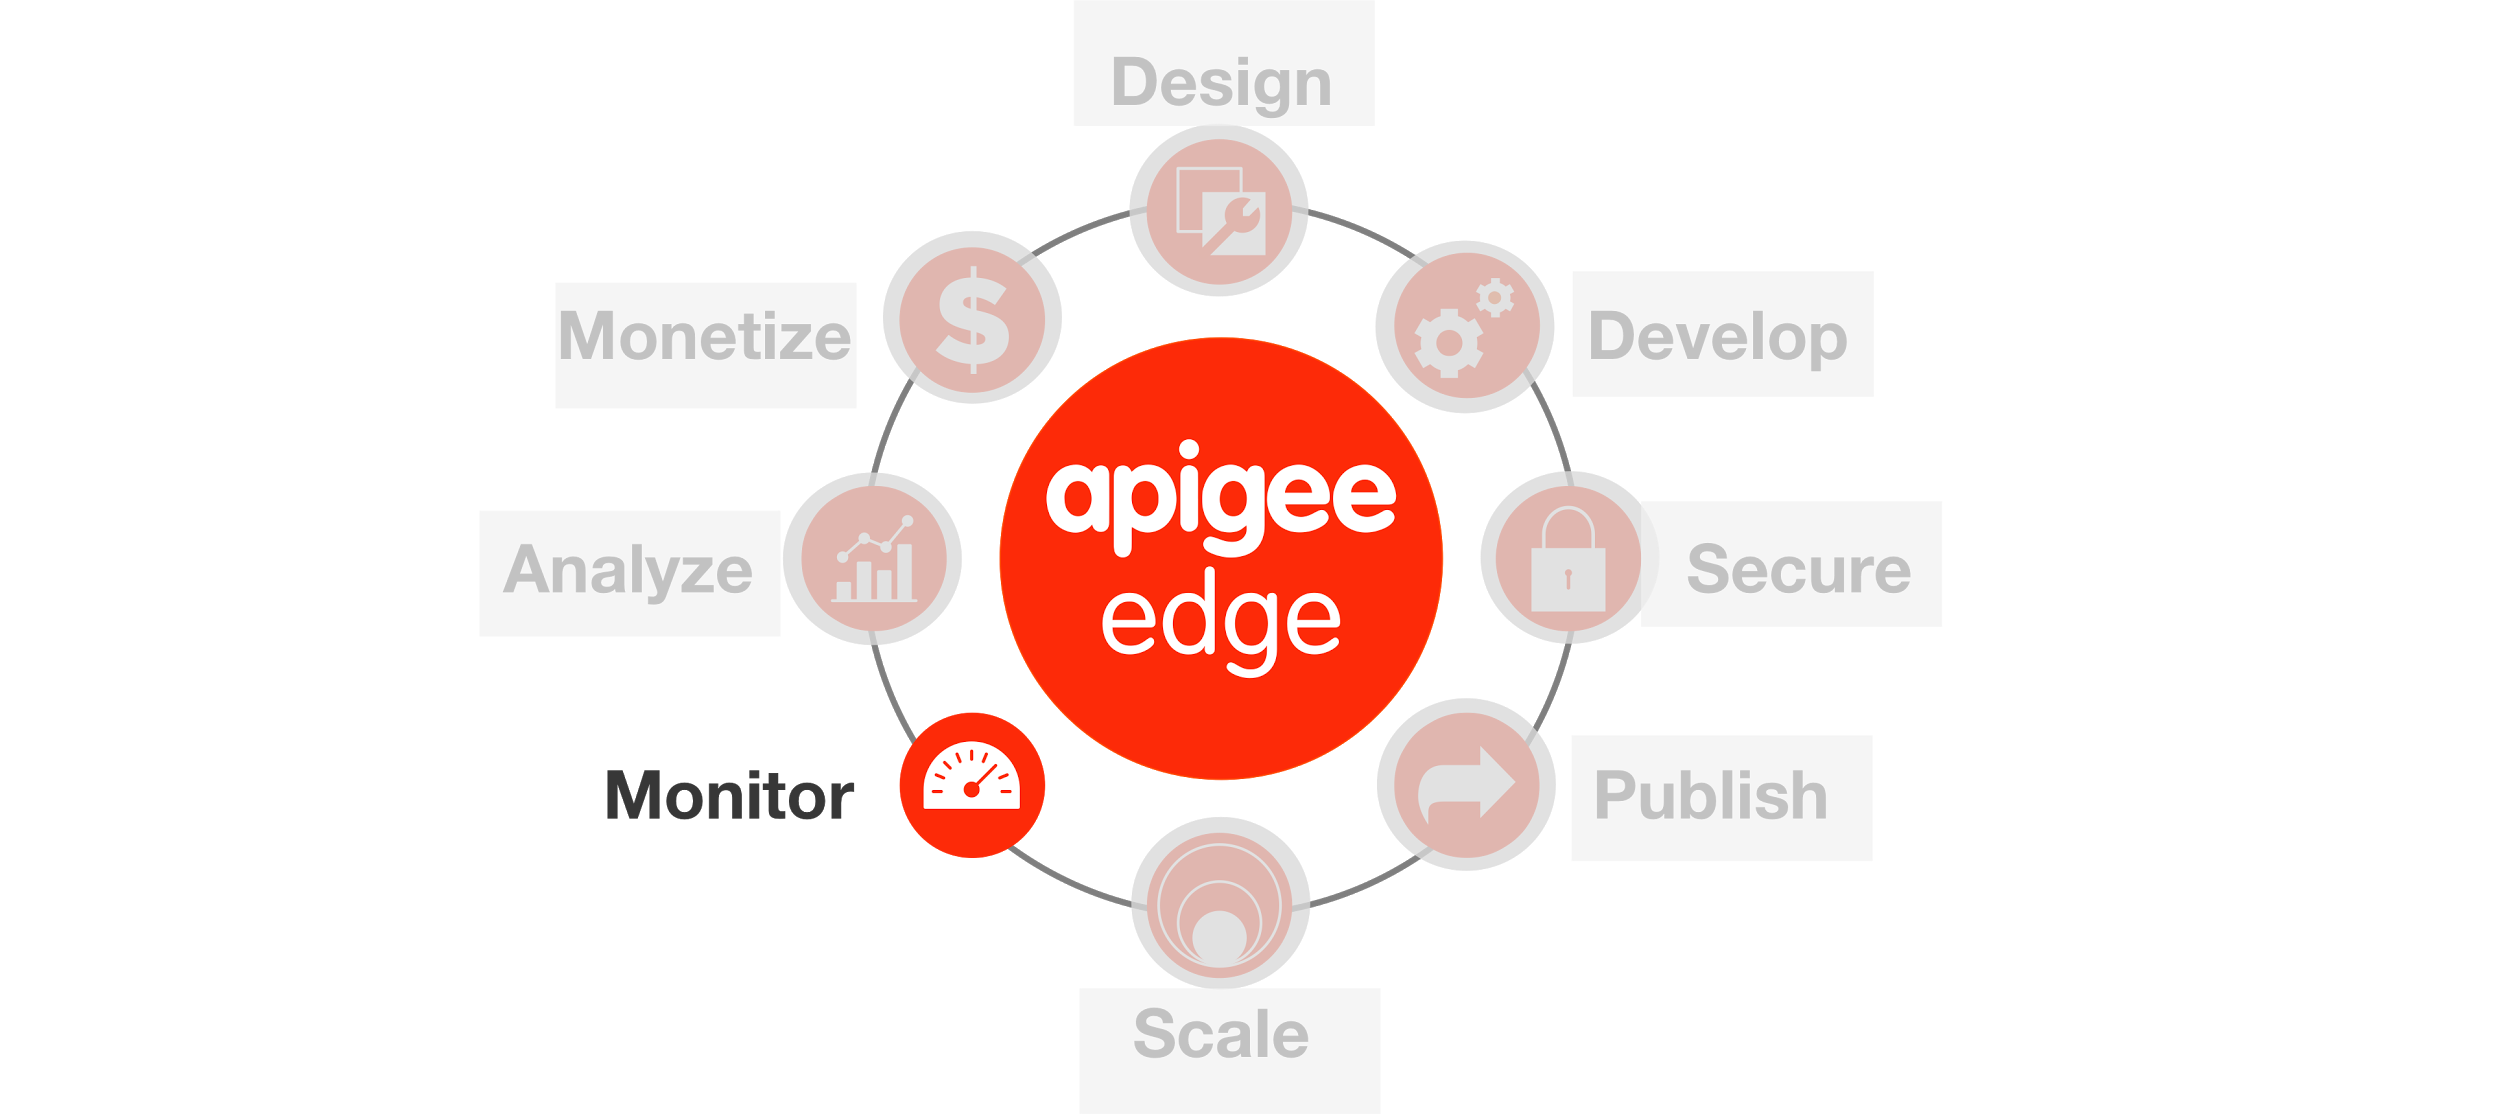 Design
Monetize
Develop
apigee
edge
Analyze
Secure
Monitor
Publish
Scale